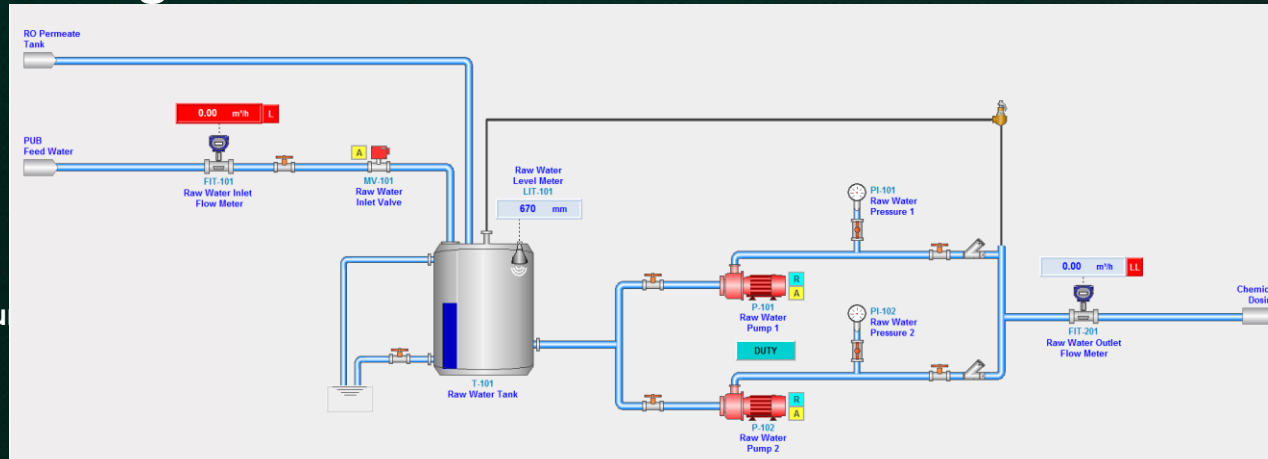 RO Permeate
Tank
0.00 m³/h L
PUB
Feed Water
A
FIT-101
Raw Water Inlet
Flow Meter
MV-101
Raw Water
Inlet Valve
Raw Water
Level Meter
LIT-101
670 mm
T-101
Raw Water Tank
PI-101
Raw Water
Pressure 1
R
A
P-101
Raw Water
Pump 1
DUTY
PI-102
Raw Water
Pressure 2
R
A
P-102
Raw Water
Pump 2
0.00 m³/h LL
FIT-201
Raw Water Outlet
Flow Meter